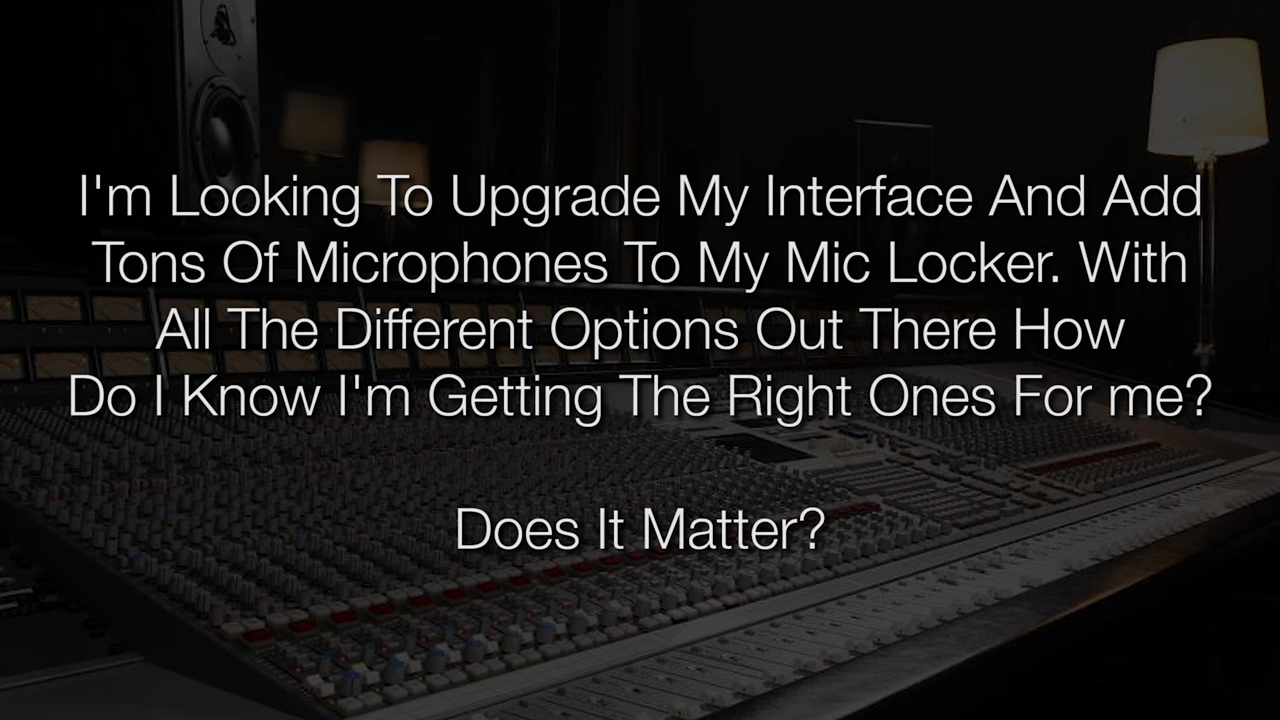 I'm Looking To Upgrade My Interface And Add
Tons Of Microphones To My Mic Locker. With
All The Different Options Out There How
Do I Know I'm Getting The Right Ones For me?
Does It Matter?